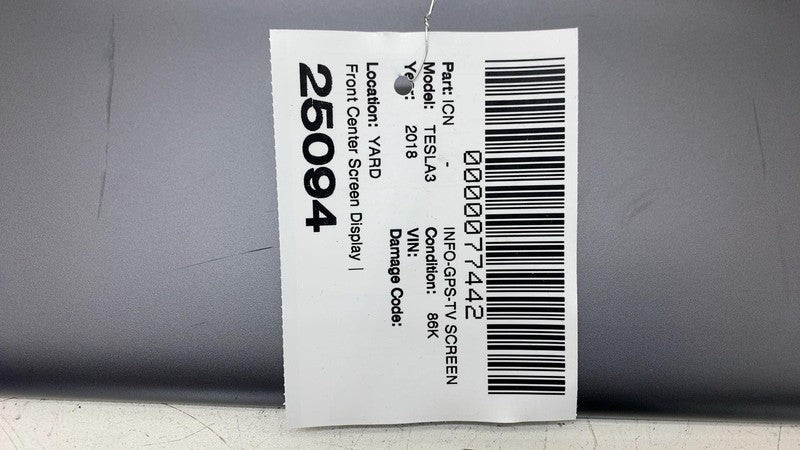 0000077442
Part: ICN - INFO-GPS-TV SCREEN
Model: TESLA3 Condition: 86K
Year: 2018 VIN:
Damage Code:
Location: YARD
Front Center Screen Display |
25094